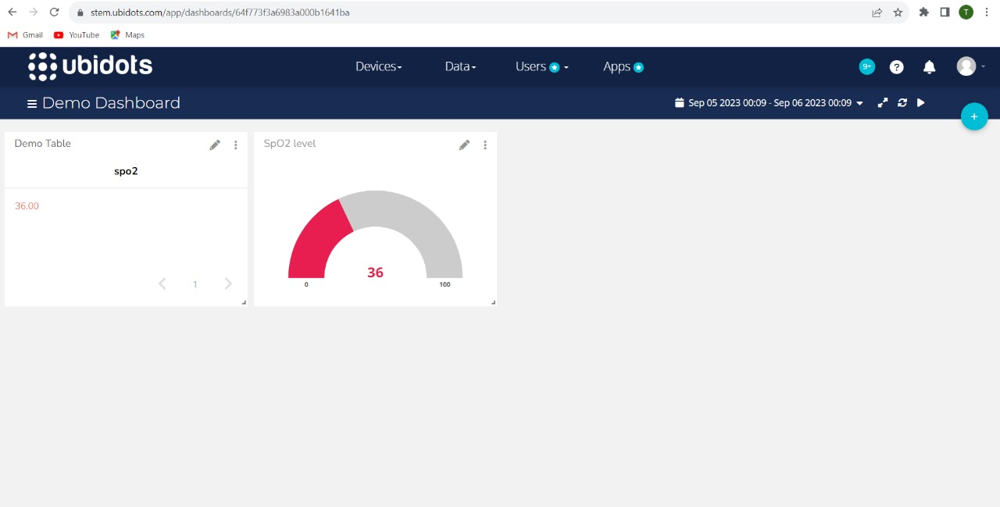 stem.ubidots.com/app/dashboards/64f773f3a6983a000b1641ba
T
Gmail YouTube Maps
ubidots Devices Data Users Apps 9+ ?
Demo Dashboard Sep 05 2023 00:09 - Sep 06 2023 00:09
+
Demo Table
spo2
36.00
1
SpO2 level
36
0 100